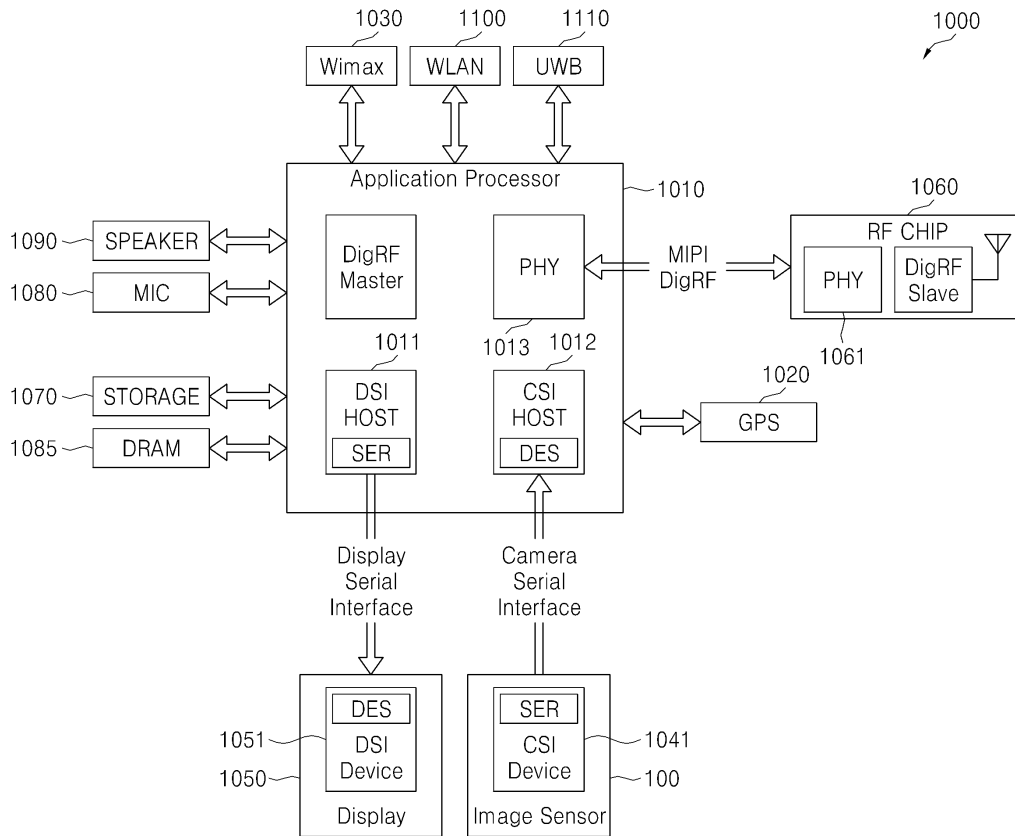 1030
1100
1110
1000
Wimax
WLAN
UWB
Application Processor
1010
1060
RF CHIP
1090
SPEAKER
DigRF
Master
PHY
MIPI
DigRF
PHY
DigRF
Slave
1080
MIC
1011
1013
1012
1061
1070
STORAGE
DSI
HOST
SER
CSI
HOST
DES
1020
GPS
1085
DRAM
Display
Serial
Interface
Camera
Serial
Interface
1051
DES
DSI
Device
SER
CSI
Device
1041
1050
Display
Image Sensor
100